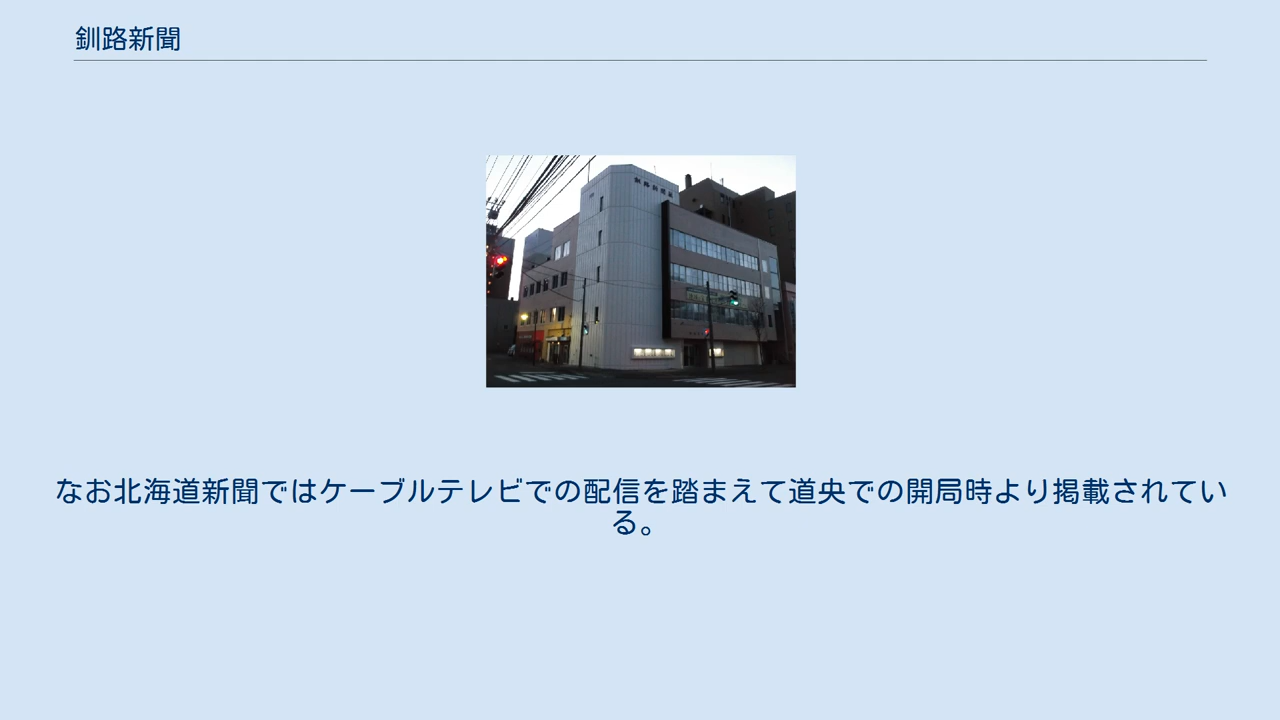 釧路新聞
なお北海道新聞ではケーブルテレビでの配信を踏まえて道央での開局時より掲載されてい
る。